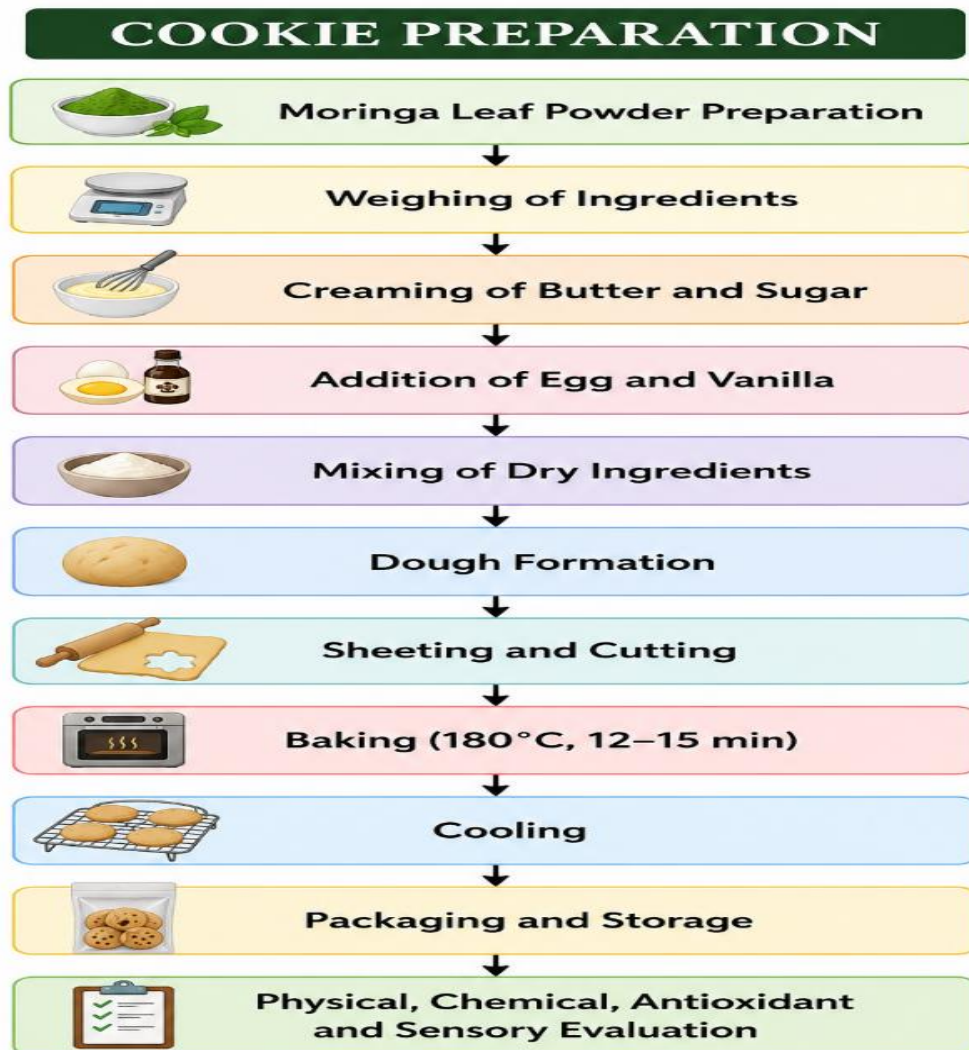 COOKIE PREPARATION
Moringa Leaf Powder Preparation
Weighing of Ingredients
Creaming of Butter and Sugar
Addition of Egg and Vanilla
Mixing of Dry Ingredients
Dough Formation
Sheeting and Cutting
Baking (180°C, 12–15 min)
Cooling
Packaging and Storage
Physical, Chemical, Antioxidant
and Sensory Evaluation